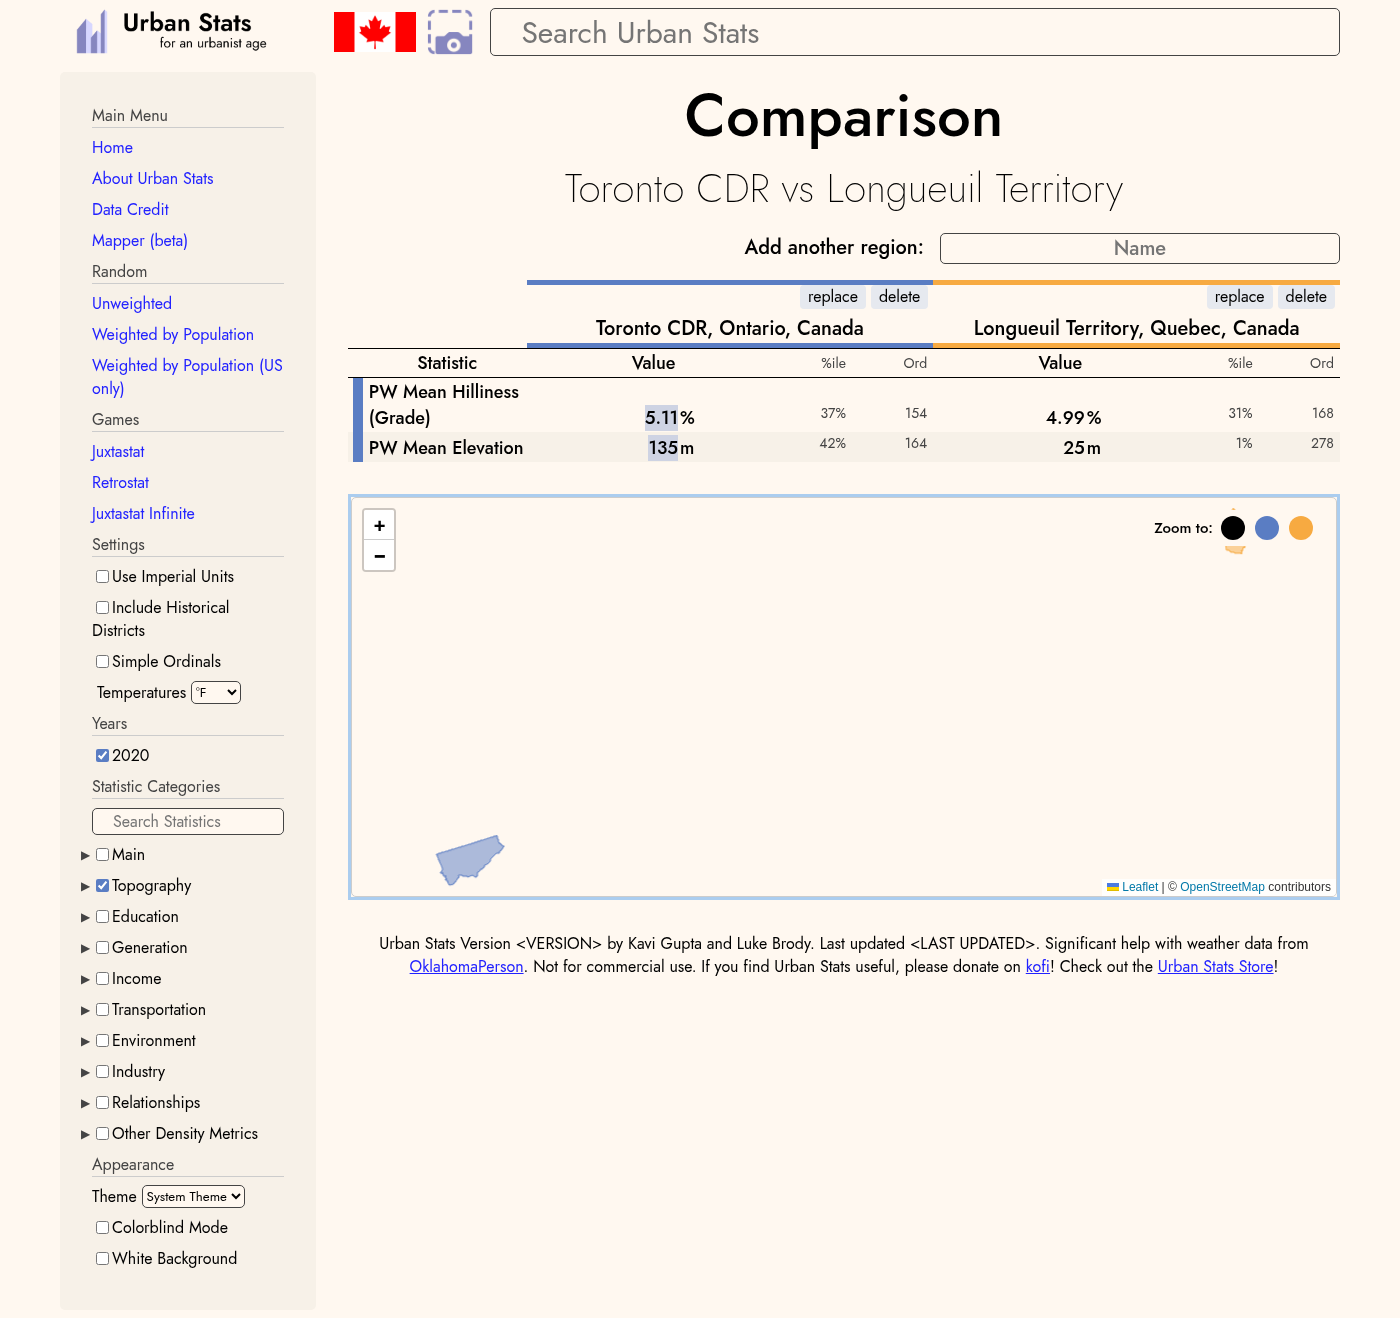 Urban Stats
for an urbanist age
Search Urban Stats
Main Menu
Home
About Urban Stats
Data Credit
Mapper (beta)
Random
Unweighted
Weighted by Population
Weighted by Population (US
only)
Games
Juxtastat
Retrostat
Juxtastat Infinite
Settings
Use Imperial Units
Include Historical
Districts
Simple Ordinals
Temperatures °F
Years
2020
Statistic Categories
Search Statistics
Main
Topography
Education
Generation
Income
Transportation
Environment
Industry
Relationships
Other Density Metrics
Appearance
Theme System Theme
Colorblind Mode
White Background
Comparison
Toronto CDR vs Longueuil Territory
Add another region: Name
replace delete replace delete
Toronto CDR, Ontario, Canada Longueuil Territory, Quebec, Canada
Statistic Value %ile Ord Value %ile Ord
PW Mean Hilliness
(Grade) 5.11% 37% 154 4.99% 31% 168
PW Mean Elevation 135m 42% 164 25m 1% 278
+
−
Zoom to:
Leaflet | © OpenStreetMap contributors
Urban Stats Version <VERSION> by Kavi Gupta and Luke Brody. Last updated <LAST UPDATED>. Significant help with weather data from
OklahomaPerson. Not for commercial use. If you find Urban Stats useful, please donate on kofi! Check out the Urban Stats Store!